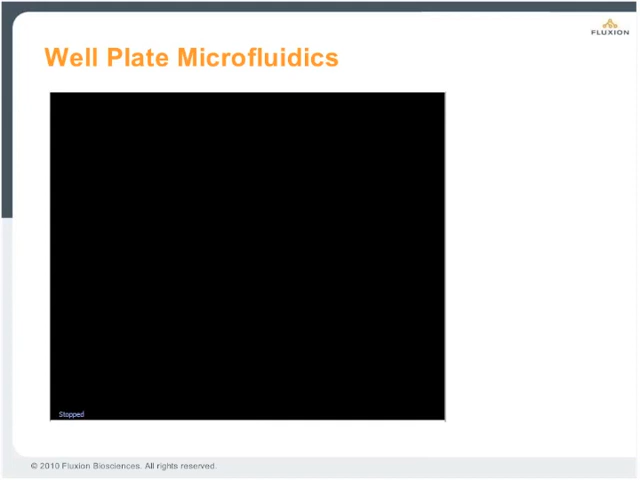 FLUXION
Well Plate Microfluidics
Stopped
© 2010 Fluxion Biosciences. All rights reserved.